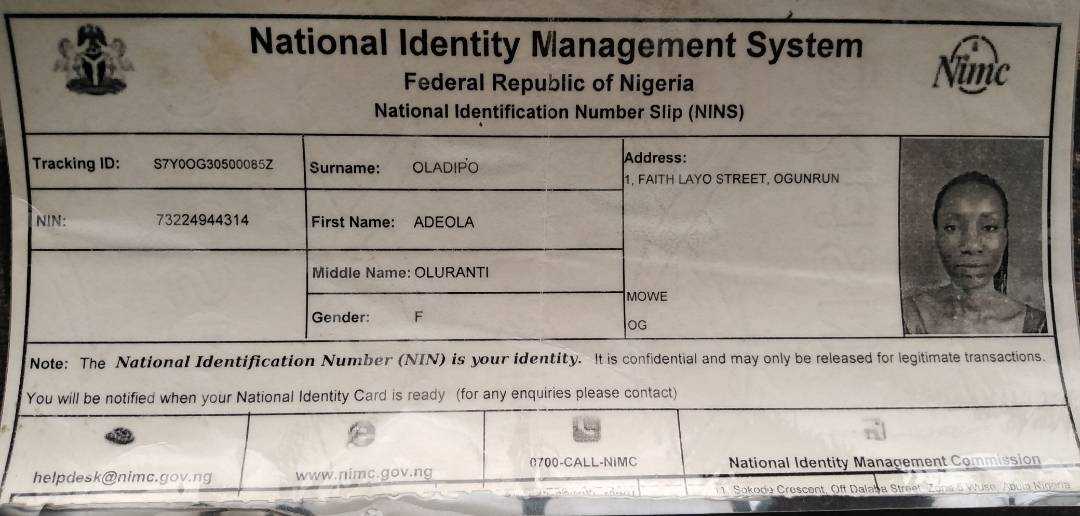 National Identity Management System
Federal Republic of Nigeria
National Identification Number Slip (NINS)
Nimc
Tracking ID: S7Y0OG30500085Z
Surname: OLADIPO
Address:
1, FAITH LAYO STREET, OGUNRUN
NIN: 73224944314
First Name: ADEOLA
Middle Name: OLURANTI
MOWE
Gender: F
OG
Note: The National Identification Number (NIN) is your identity. It is confidential and may only be released for legitimate transactions.
You will be notified when your National Identity Card is ready (for any enquiries please contact)
helpdesk@nimc.gov.ng
www.nimc.gov.ng
0700-CALL-NIMC
National Identity Management Commission
11, Sokode Crescent, Off Dalaba Street, Zone 5 Wuse, Abuja Nigeria